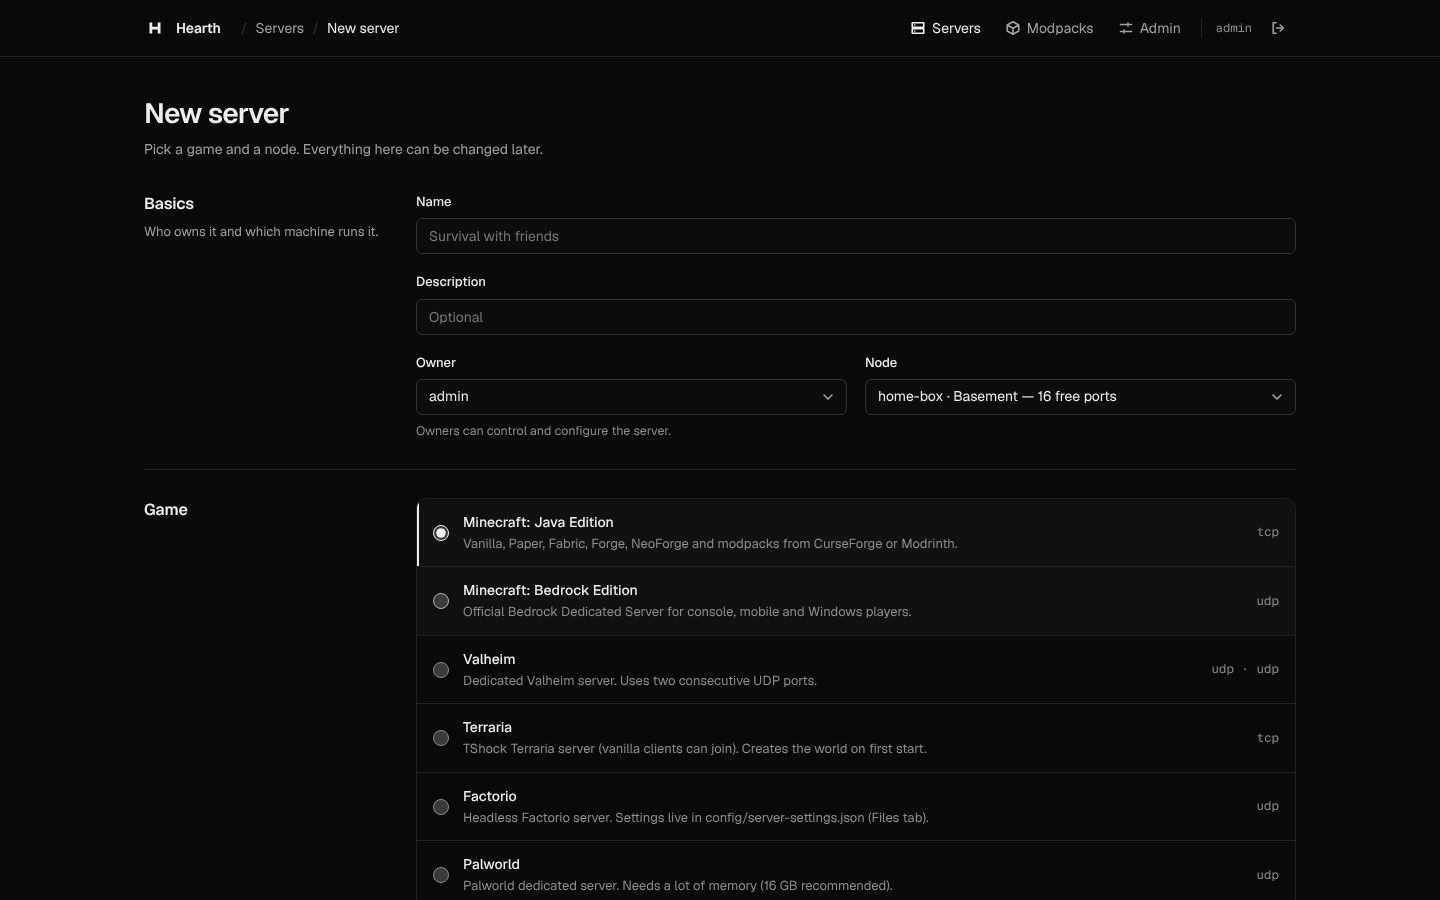 H Hearth / Servers / New server Servers Modpacks Admin admin
New server
Pick a game and a node. Everything here can be changed later.
Basics
Who owns it and which machine runs it.
Name
Survival with friends
Description
Optional
Owner
admin
Owners can control and configure the server.
Node
home-box · Basement — 16 free ports
Game
Minecraft: Java Edition
Vanilla, Paper, Fabric, Forge, NeoForge and modpacks from CurseForge or Modrinth.
tcp
Minecraft: Bedrock Edition
Official Bedrock Dedicated Server for console, mobile and Windows players.
udp
Valheim
Dedicated Valheim server. Uses two consecutive UDP ports.
udp · udp
Terraria
TShock Terraria server (vanilla clients can join). Creates the world on first start.
tcp
Factorio
Headless Factorio server. Settings live in config/server-settings.json (Files tab).
udp
Palworld
Palworld dedicated server. Needs a lot of memory (16 GB recommended).
udp